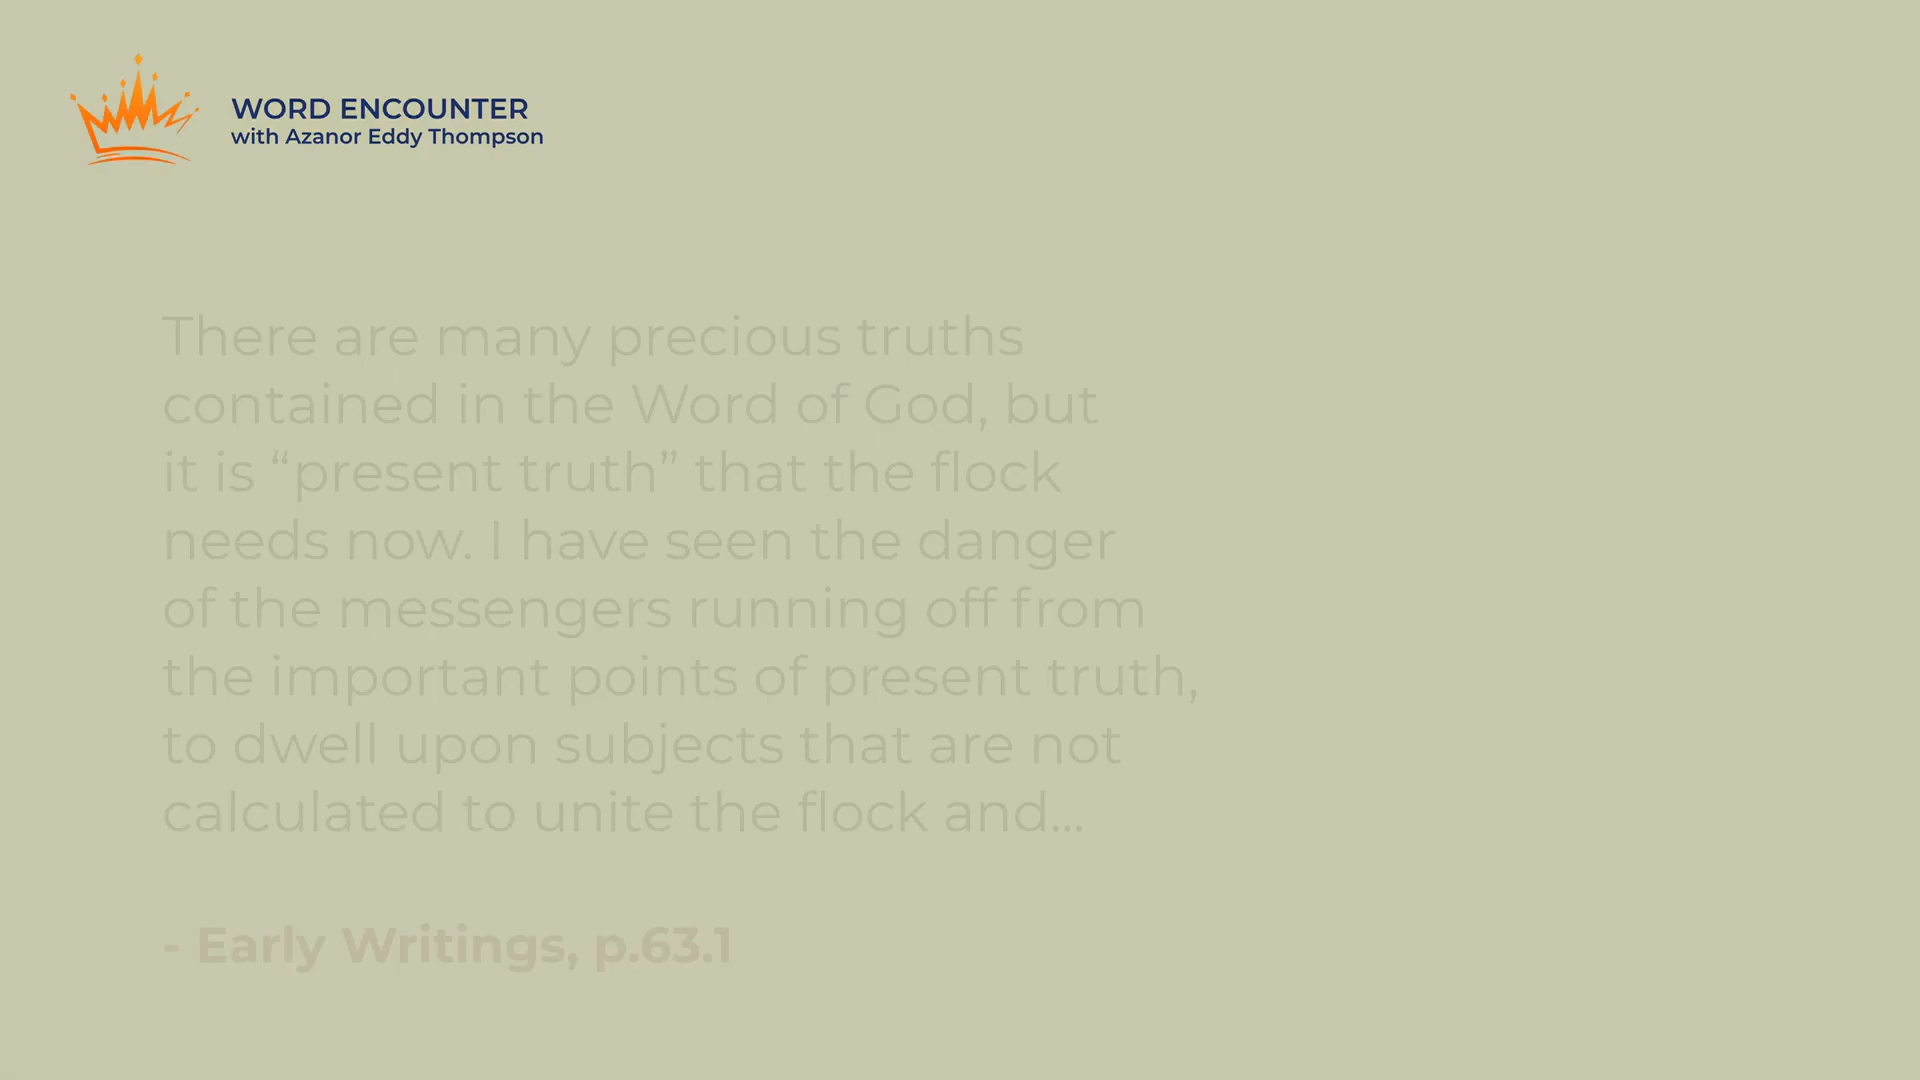 WORD ENCOUNTER
with Azanor Eddy Thompson
There are many precious truths
contained in the Word of God, but
it is “present truth” that the flock
needs now. I have seen the danger
of the messengers running off from
the important points of present truth,
to dwell upon subjects that are not
calculated to unite the flock and...
- Early Writings, p.63.1